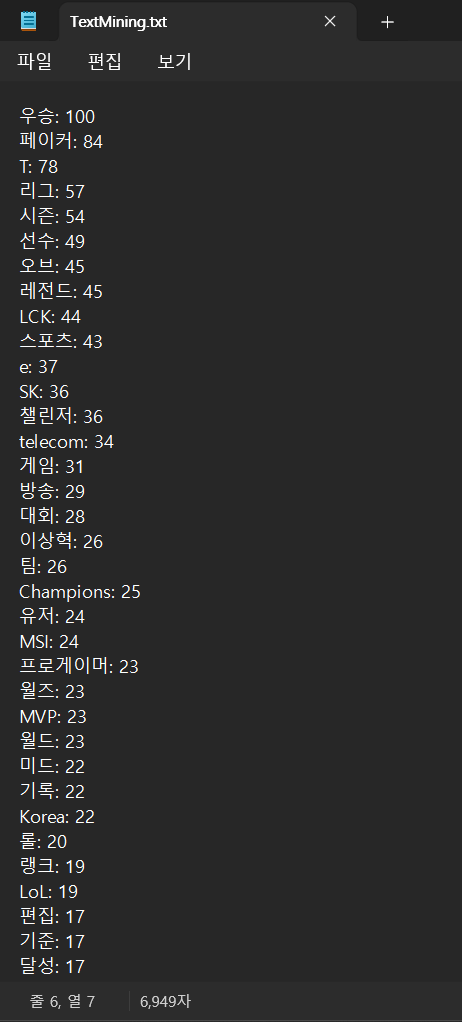 TextMining.txt
파일 편집 보기
우승: 100
페이커: 84
T: 78
리그: 57
시즌: 54
선수: 49
오브: 45
레전드: 45
LCK: 44
스포츠: 43
e: 37
SK: 36
챌린저: 36
telecom: 34
게임: 31
방송: 29
대회: 28
이상혁: 26
팀: 26
Champions: 25
유저: 24
MSI: 24
프로게이머: 23
월즈: 23
MVP: 23
월드: 23
미드: 22
기록: 22
Korea: 22
롤: 20
랭크: 19
LoL: 19
편집: 17
기준: 17
달성: 17
줄 6, 열 7 6,949자